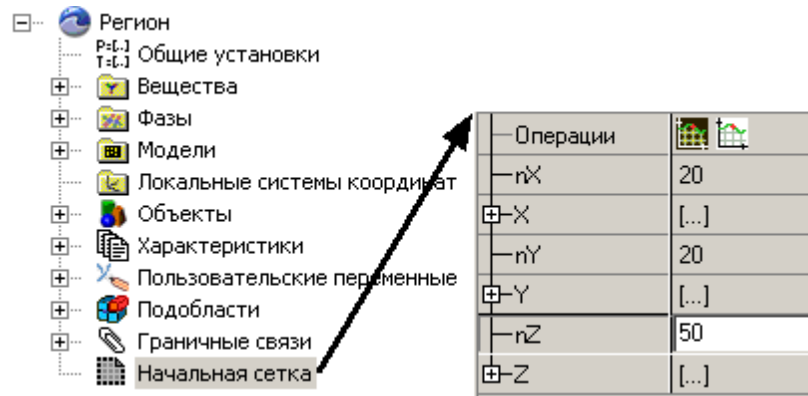 Регион
P=[..]
T=[..] Общие установки
Вещества
Фазы
Модели
Локальные системы координат
Объекты
Характеристики
Пользовательские переменные
Подобласти
Граничные связи
Начальная сетка
Операции
nX 20
X [...]
nY 20
Y [...]
nZ 50
Z [...]